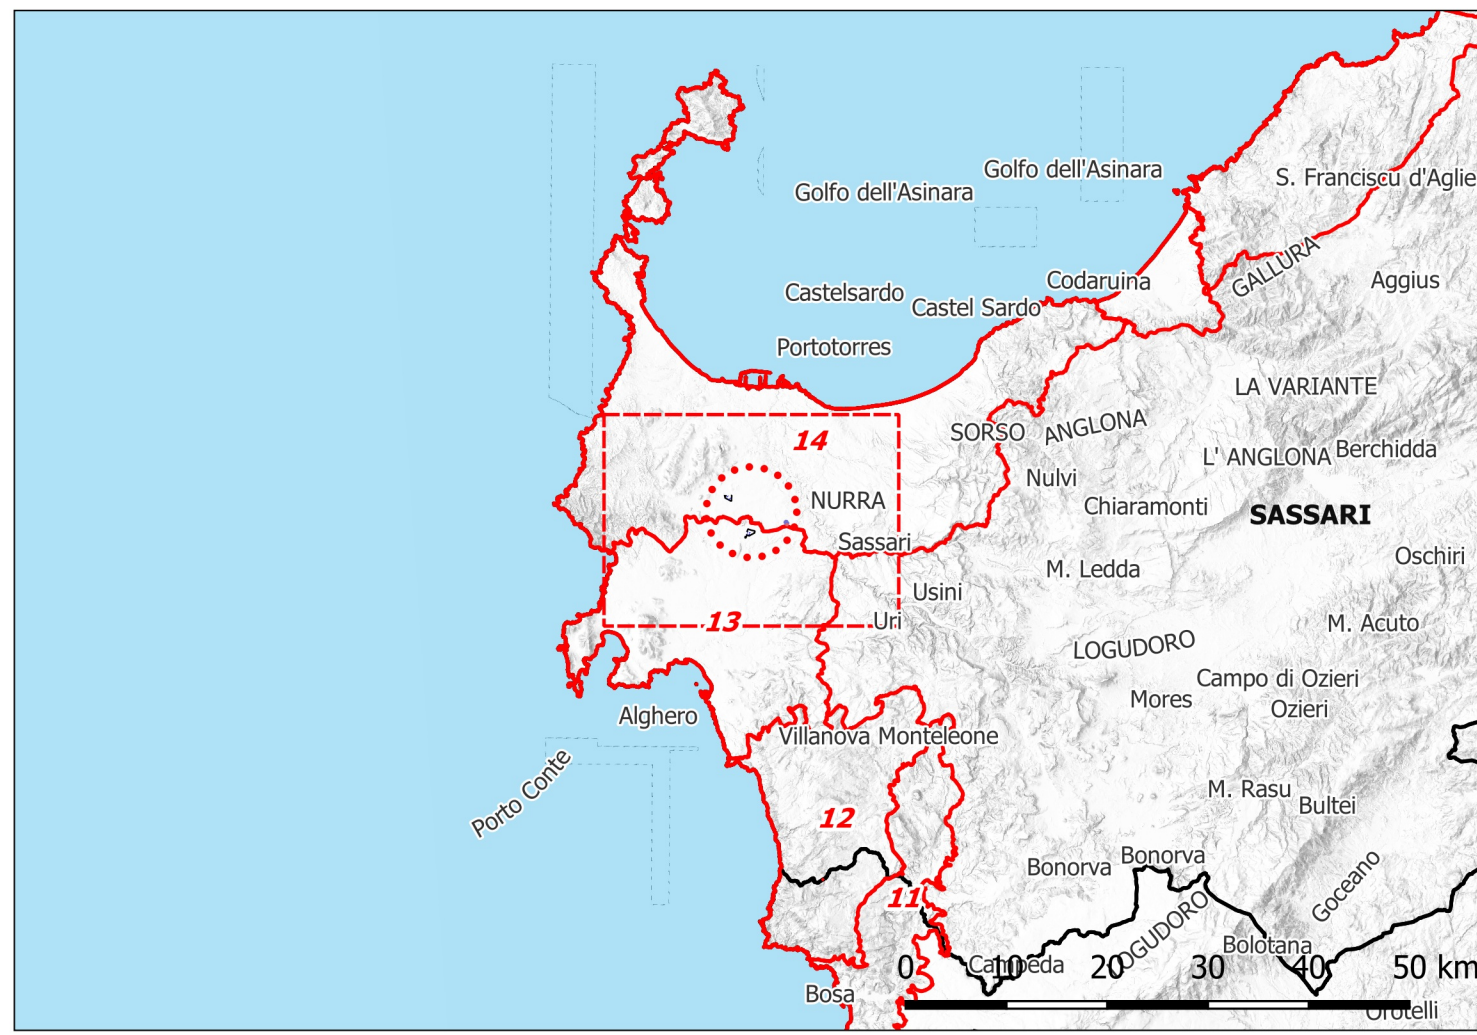 Golfo dell'Asinara
S. Franciscu d'Aglie
Golfo dell'Asinara
GALLURA
Codaruina
Aggius
Castelsardo
Castel Sardo
Portotorres
LA VARIANTE
14
SORSO
ANGLONA
L' ANGLONA
Berchidda
Nulvi
NURRA
Chiaramonti
SASSARI
Sassari
Oschiri
M. Ledda
Usini
13
Uri
M. Acuto
LOGUDORO
Campo di Ozieri
Mores
Ozieri
Alghero
Villanova Monteleone
Porto Conte
M. Rasu
Bultei
12
Bonorva
Bonorva
Goceano
11
LOGUDORO
Bolotana
Campeda
0 10 20 30 40 50 km
Bosa
Orotelli